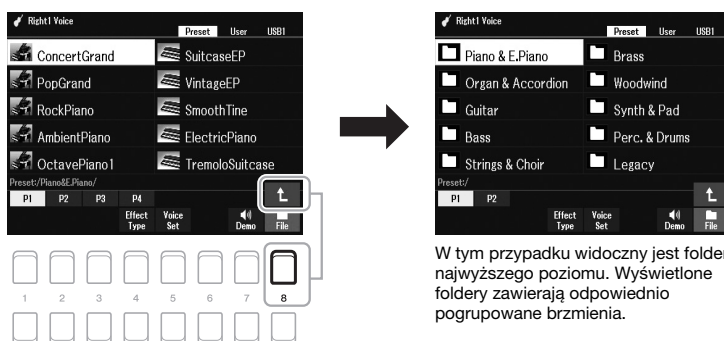 Right1 Voice
Preset User USB1
ConcertGrand SuitcaseEP
PopGrand VintageEP
RockPiano SmoothTine
AmbientPiano ElectricPiano
OctavePiano1 TremoloSuitcase
Preset:/Piano&E.Piano/
P1 P2 P3 P4
Effect Type Voice Set Demo File
1 2 3 4 5 6 7 8
Right1 Voice
Preset User USB1
Piano & E.Piano Brass
Organ & Accordion Woodwind
Guitar Synth & Pad
Bass Perc. & Drums
Strings & Choir Legacy
Preset:/
P1 P2
Effect Type Voice Set Demo File
W tym przypadku widoczny jest folder
najwyższego poziomu. Wyświetlone
foldery zawierają odpowiednio
pogrupowane brzmienia.